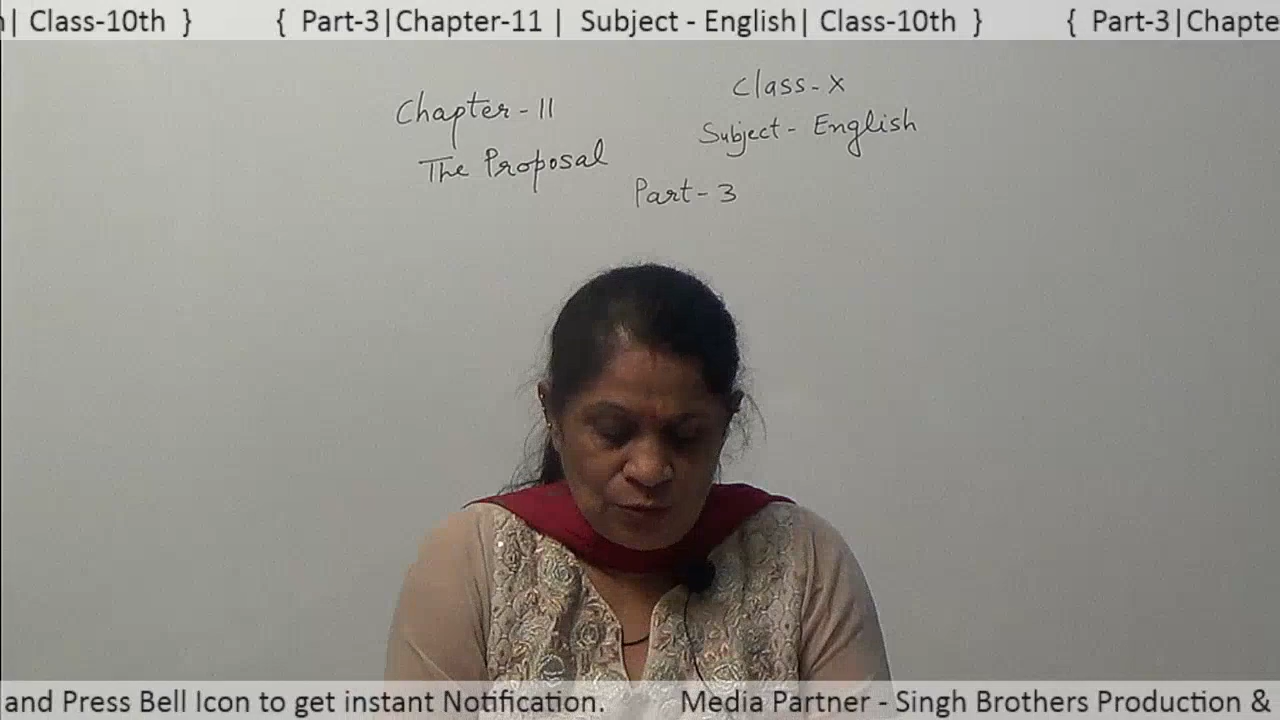 | Class-10th } { Part-3|Chapter-11 | Subject - English| Class-10th } { Part-3|Chapte
Chapter-11
The Proposal
Class-X
Subject- English
Part-3
and Press Bell Icon to get instant Notification. Media Partner - Singh Brothers Production &